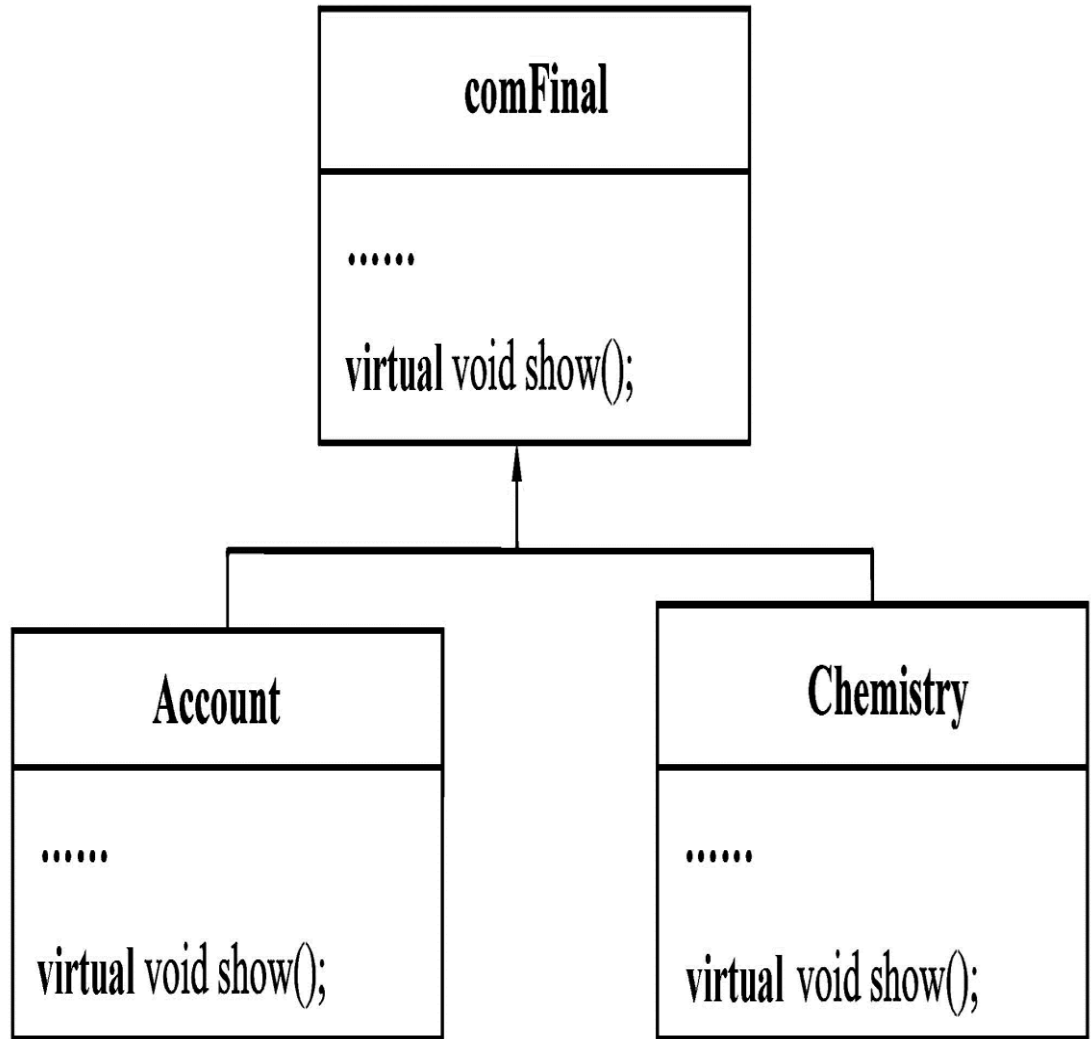 comFinal
......
virtual void show();
Account
......
virtual void show();
Chemistry
......
virtual void show();